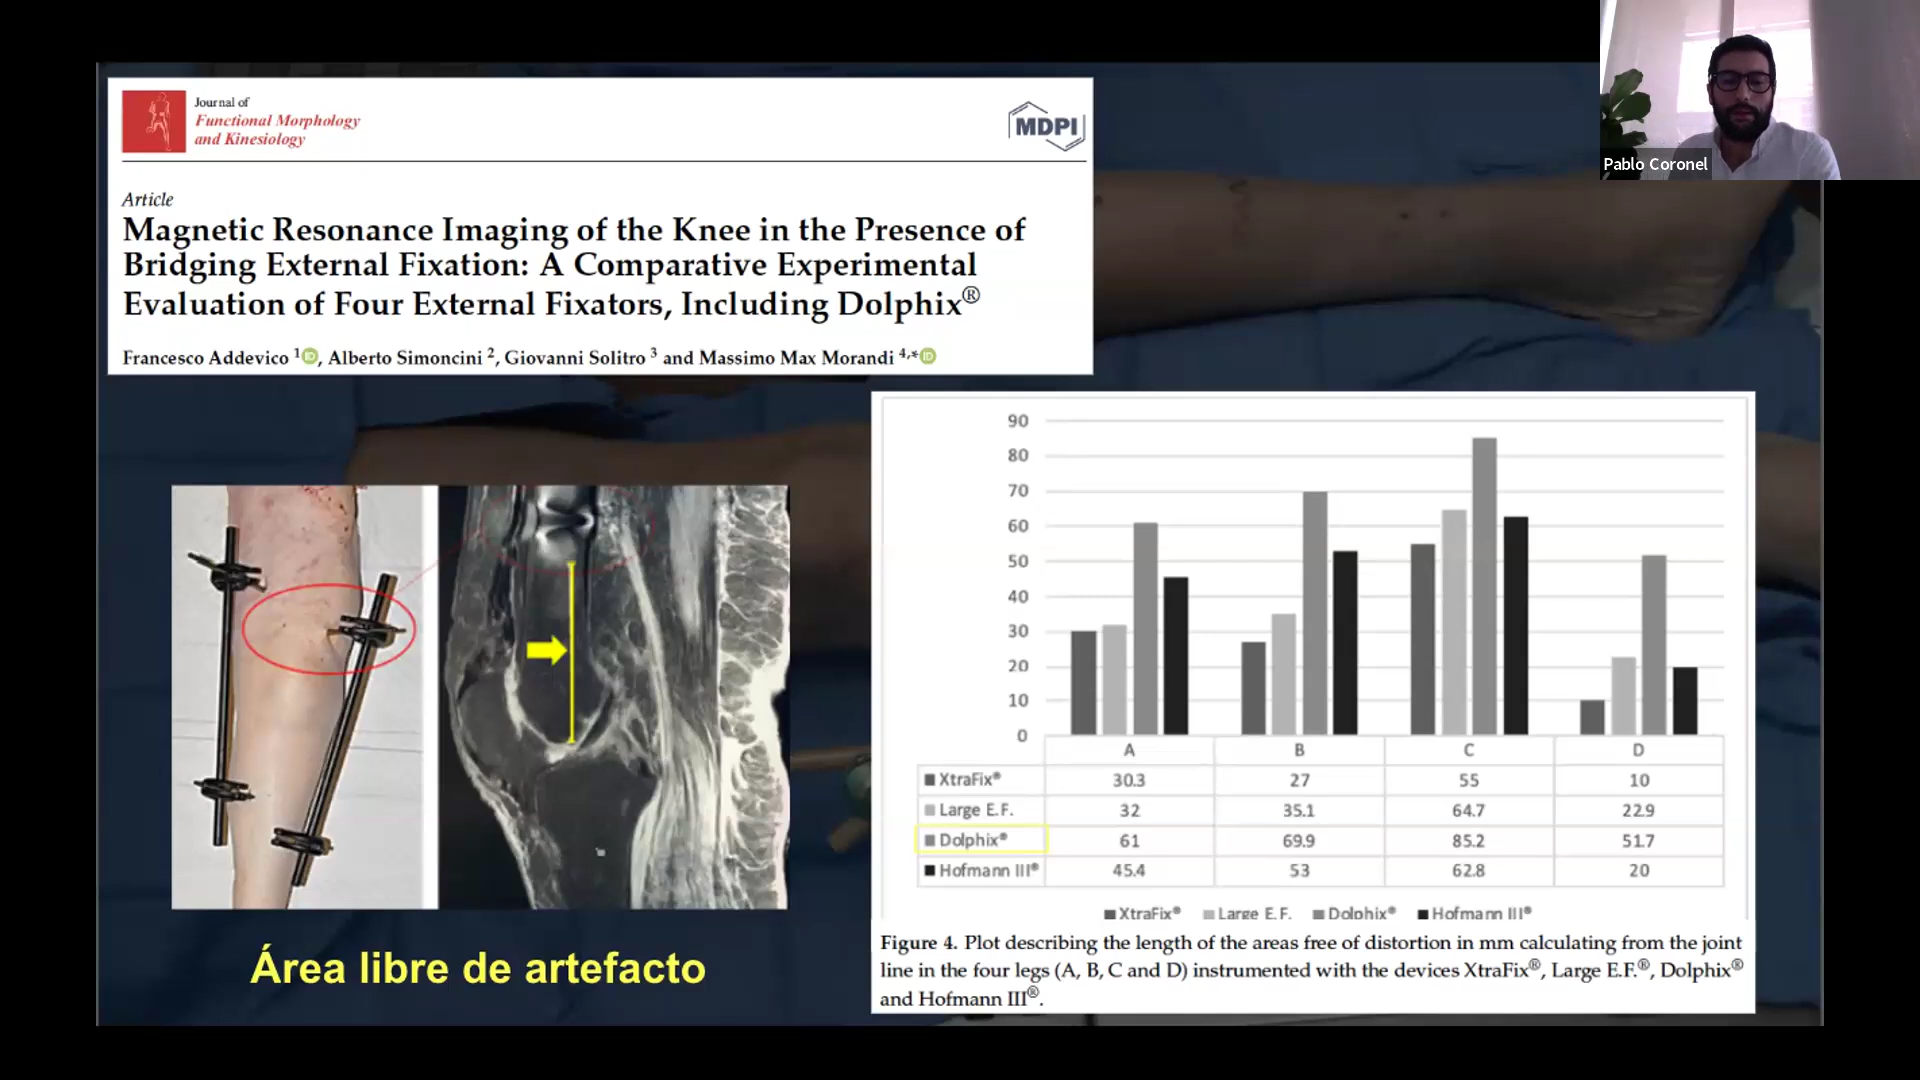 Pablo Coronel
Journal of
Functional Morphology
and Kinesiology
MDPI
Article
Magnetic Resonance Imaging of the Knee in the Presence of
Bridging External Fixation: A Comparative Experimental
Evaluation of Four External Fixators, Including Dolphix®
Francesco Addevico 1 iD, Alberto Simoncini 2, Giovanni Solitro 3 and Massimo Max Morandi 4,* iD
Área libre de artefacto
90
80
70
60
50
40
30
20
10
0
A B C D
XtraFix® 30.3 27 55 10
Large E.F. 32 35.1 64.7 22.9
Dolphix® 61 69.9 85.2 51.7
Hofmann III® 45.4 53 62.8 20
XtraFix® Large E.F. Dolphix® Hofmann III®
Figure 4. Plot describing the length of the areas free of distortion in mm calculating from the joint
line in the four legs (A, B, C and D) instrumented with the devices XtraFix®, Large E.F.®, Dolphix®
and Hofmann III®.